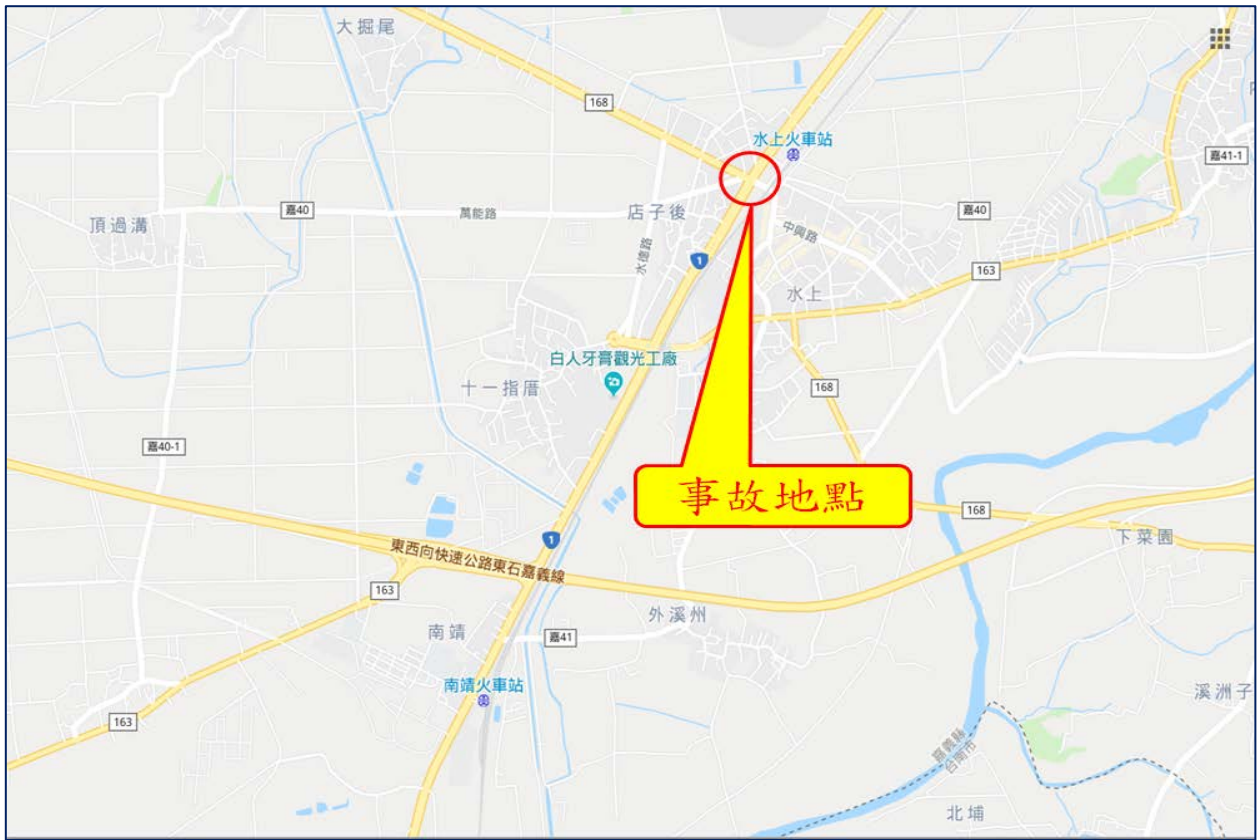 大掘尾
168
水上火車站
嘉41-1
嘉40
萬能路
店子後
嘉40
頂過溝
中興路
水德路
1
163
水上
白人牙膏觀光工廠
168
十一指厝
嘉40-1
事故地點
168
下菜園
1
東西向快速公路東石嘉義線
163
外溪州
南靖
嘉41
南靖火車站
溪洲子
163
嘉義縣
台南市
北埔